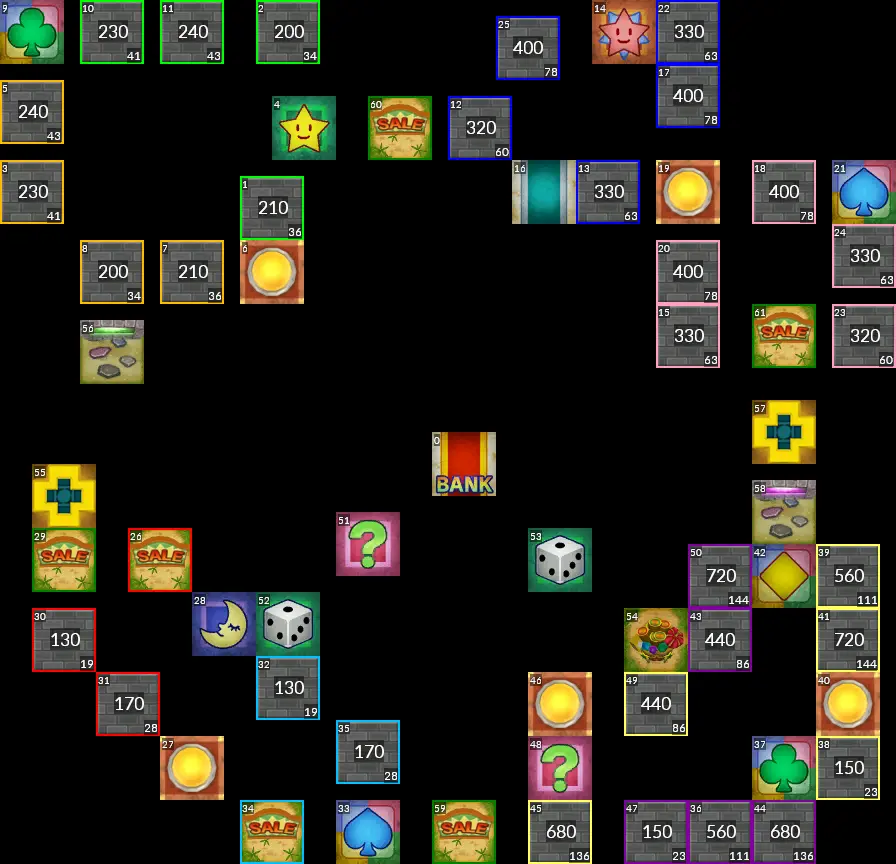 9
10 230 41
11 240 43
2 200 34
25 400 78
14
22 330 63
5 240 43
4
60 SALE
12 320 60
17 400 78
3 230 41
1 210 36
16
13 330 63
19
18 400 78
21
8 200 34
7 210 36
6
20 400 78
24 330 63
56
15 330 63
61 SALE
23 320 60
57
0 BANK
55
58
51
53
29 SALE
26 SALE
50 720 144
42
39 560 111
28
52
30 130 19
54
43 440 86
41 720 144
32 130 19
31 170 28
46
49 440 86
40
35 170 28
27
48
37
38 150 23
34 SALE
33
59 SALE
45 680 136
47 150 23
36 560 111
44 680 136